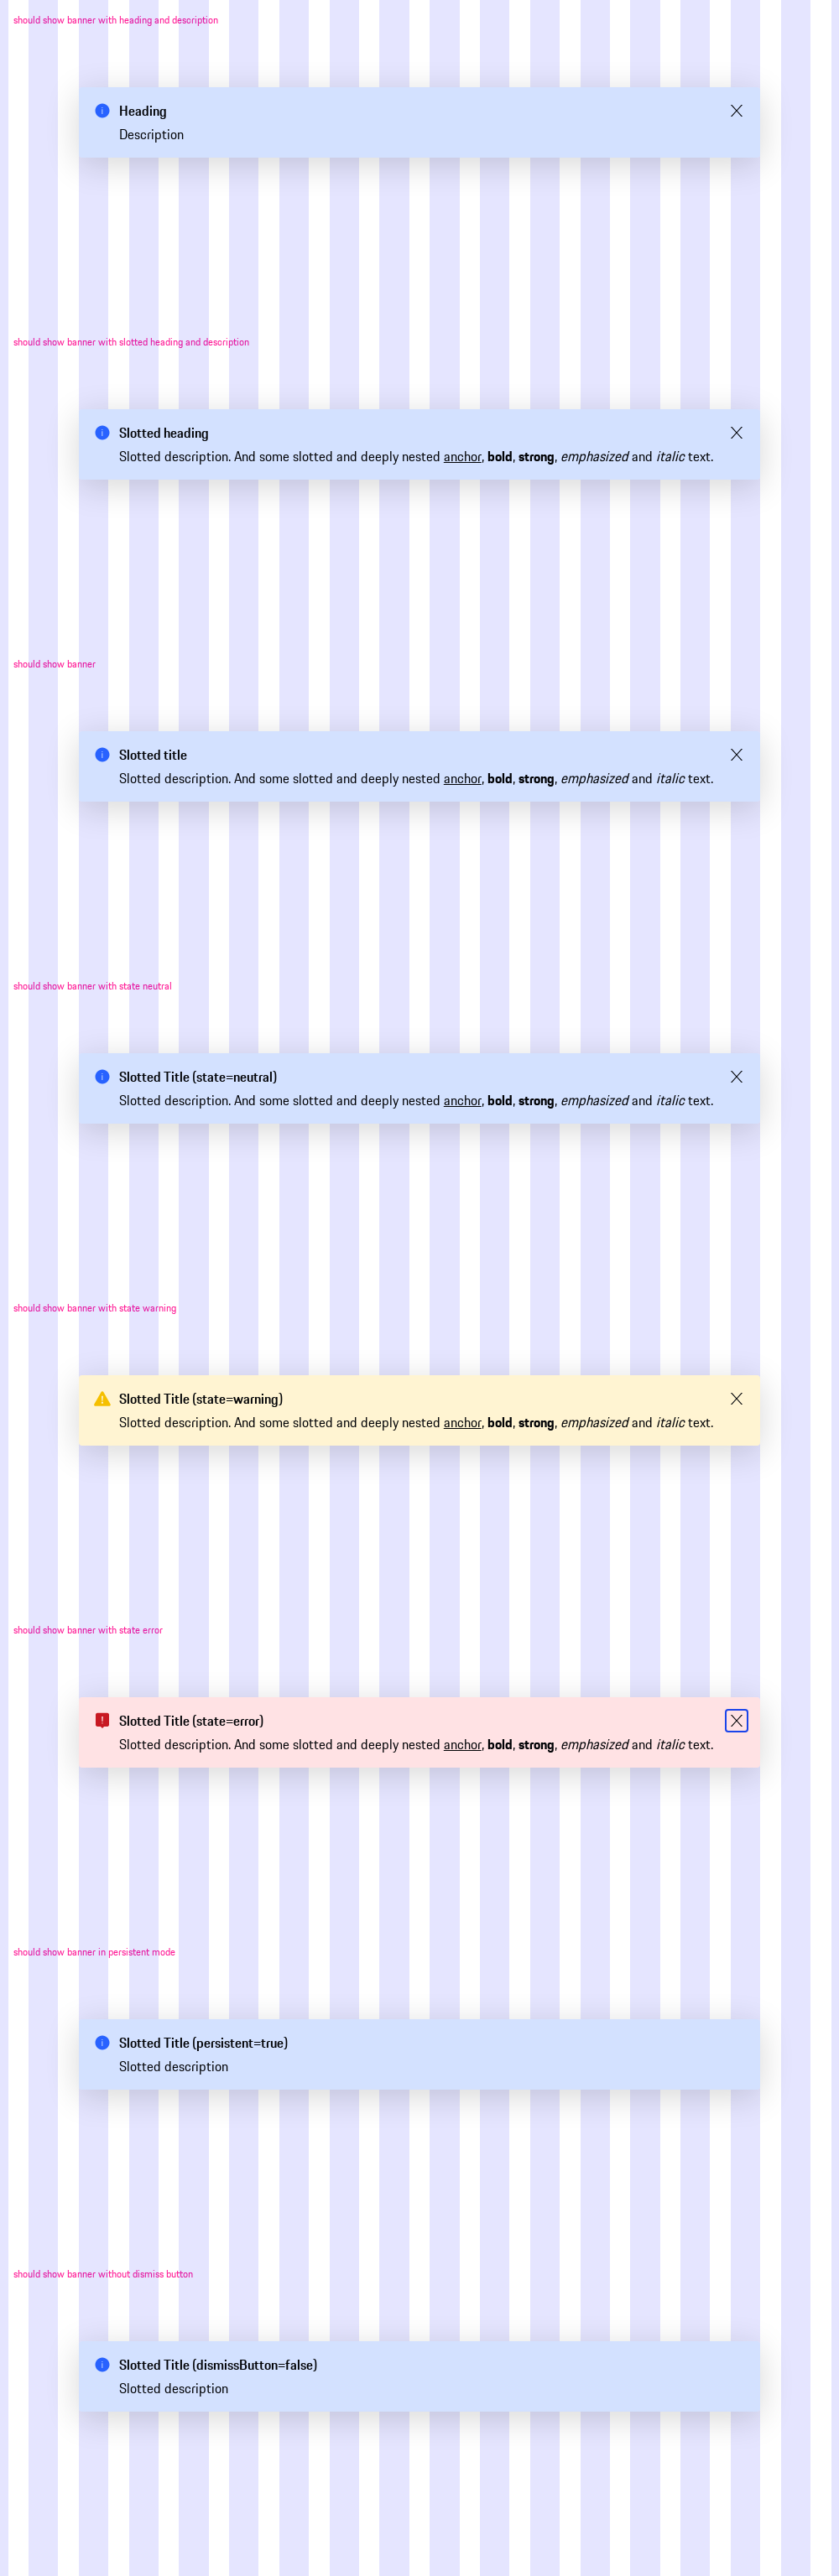 should show banner with heading and description
Heading
Description
should show banner with slotted heading and description
Slotted heading
Slotted description. And some slotted and deeply nested anchor, bold, strong, emphasized and italic text.
should show banner
Slotted title
Slotted description. And some slotted and deeply nested anchor, bold, strong, emphasized and italic text.
should show banner with state neutral
Slotted Title (state=neutral)
Slotted description. And some slotted and deeply nested anchor, bold, strong, emphasized and italic text.
should show banner with state warning
Slotted Title (state=warning)
Slotted description. And some slotted and deeply nested anchor, bold, strong, emphasized and italic text.
should show banner with state error
Slotted Title (state=error)
Slotted description. And some slotted and deeply nested anchor, bold, strong, emphasized and italic text.
should show banner in persistent mode
Slotted Title (persistent=true)
Slotted description
should show banner without dismiss button
Slotted Title (dismissButton=false)
Slotted description